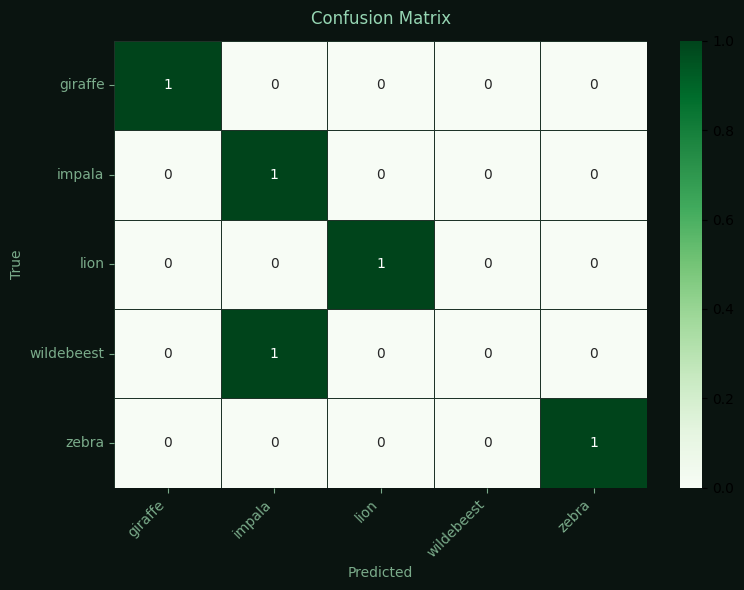 Confusion Matrix
giraffe 1 0 0 0 0
impala 0 1 0 0 0
lion 0 0 1 0 0
wildebeest 0 1 0 0 0
zebra 0 0 0 0 1
giraffe impala lion wildebeest zebra
Predicted
True
1.0
0.8
0.6
0.4
0.2
0.0